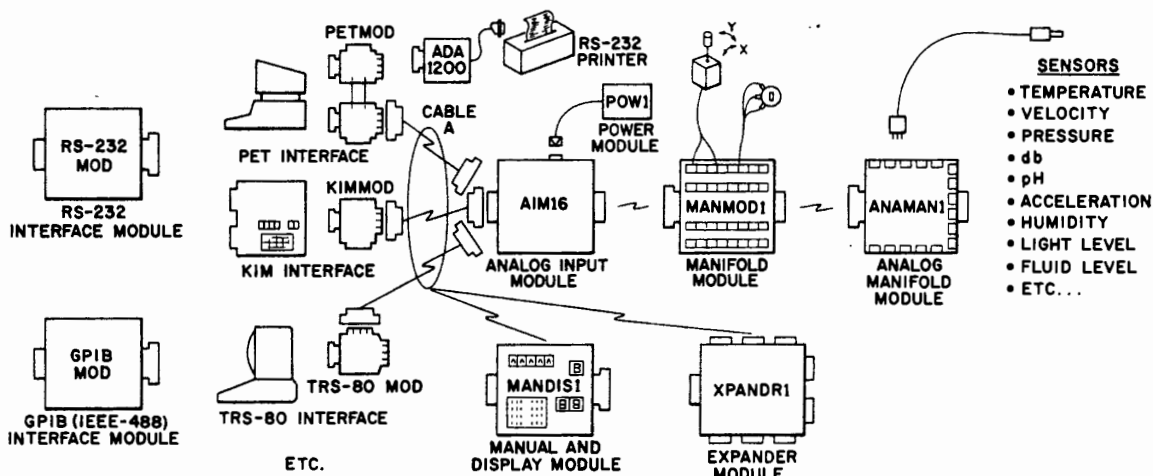 PETMOD
ADA
1200
RS-232
PRINTER
Y
X
SENSORS
• TEMPERATURE
• VELOCITY
• PRESSURE
• db
• pH
• ACCELERATION
• HUMIDITY
• LIGHT LEVEL
• FLUID LEVEL
• ETC...
CABLE
A
POW1
POWER
MODULE
PET INTERFACE
RS-232
MOD
RS-232
INTERFACE MODULE
KIMMOD
KIM INTERFACE
AIM16
ANALOG INPUT
MODULE
MANMOD1
MANIFOLD
MODULE
ANAMAN1
ANALOG
MANIFOLD
MODULE
GPIB
MOD
GPIB (IEEE-488)
INTERFACE MODULE
TRS-80 MOD
TRS-80 INTERFACE
ETC.
A A A A A
B
MANDIS1
B B
MANUAL AND
DISPLAY MODULE
XPANDR1
EXPANDER
MODULE